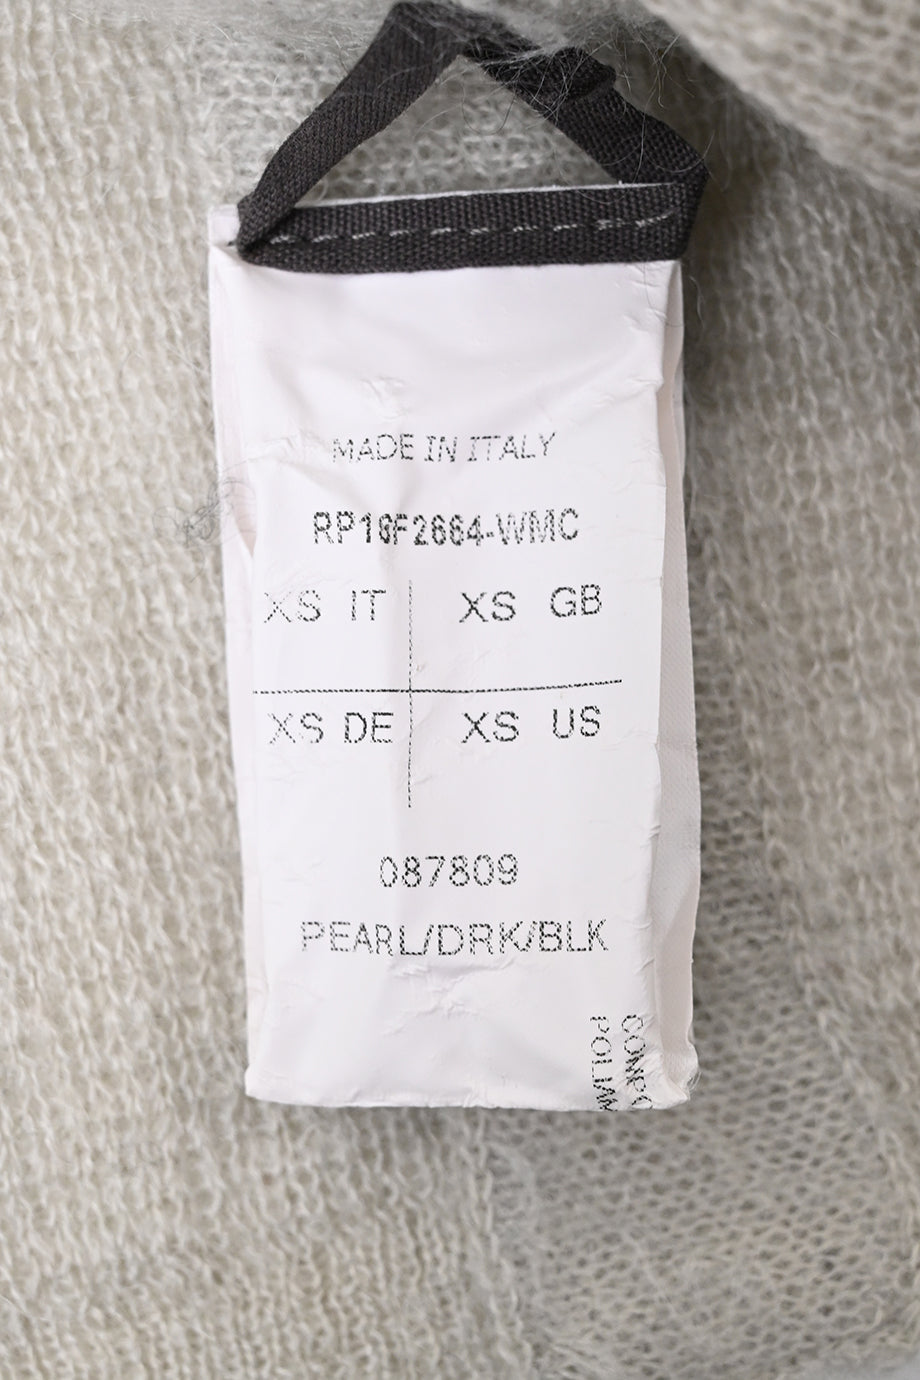 MADE IN ITALY
RP16F2664-WMC
XS IT XS GB
XS DE XS US
087809
PEARL/DRK/BLK